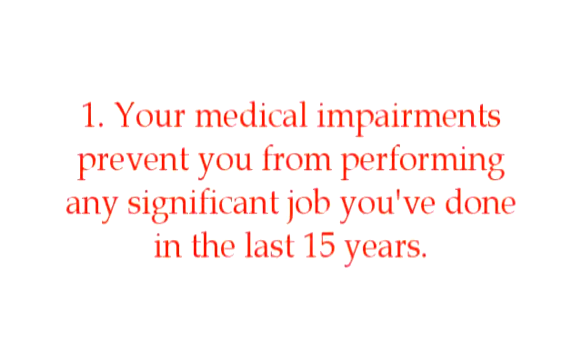 1. Your medical impairments
prevent you from performing
any significant job you've done
in the last 15 years.